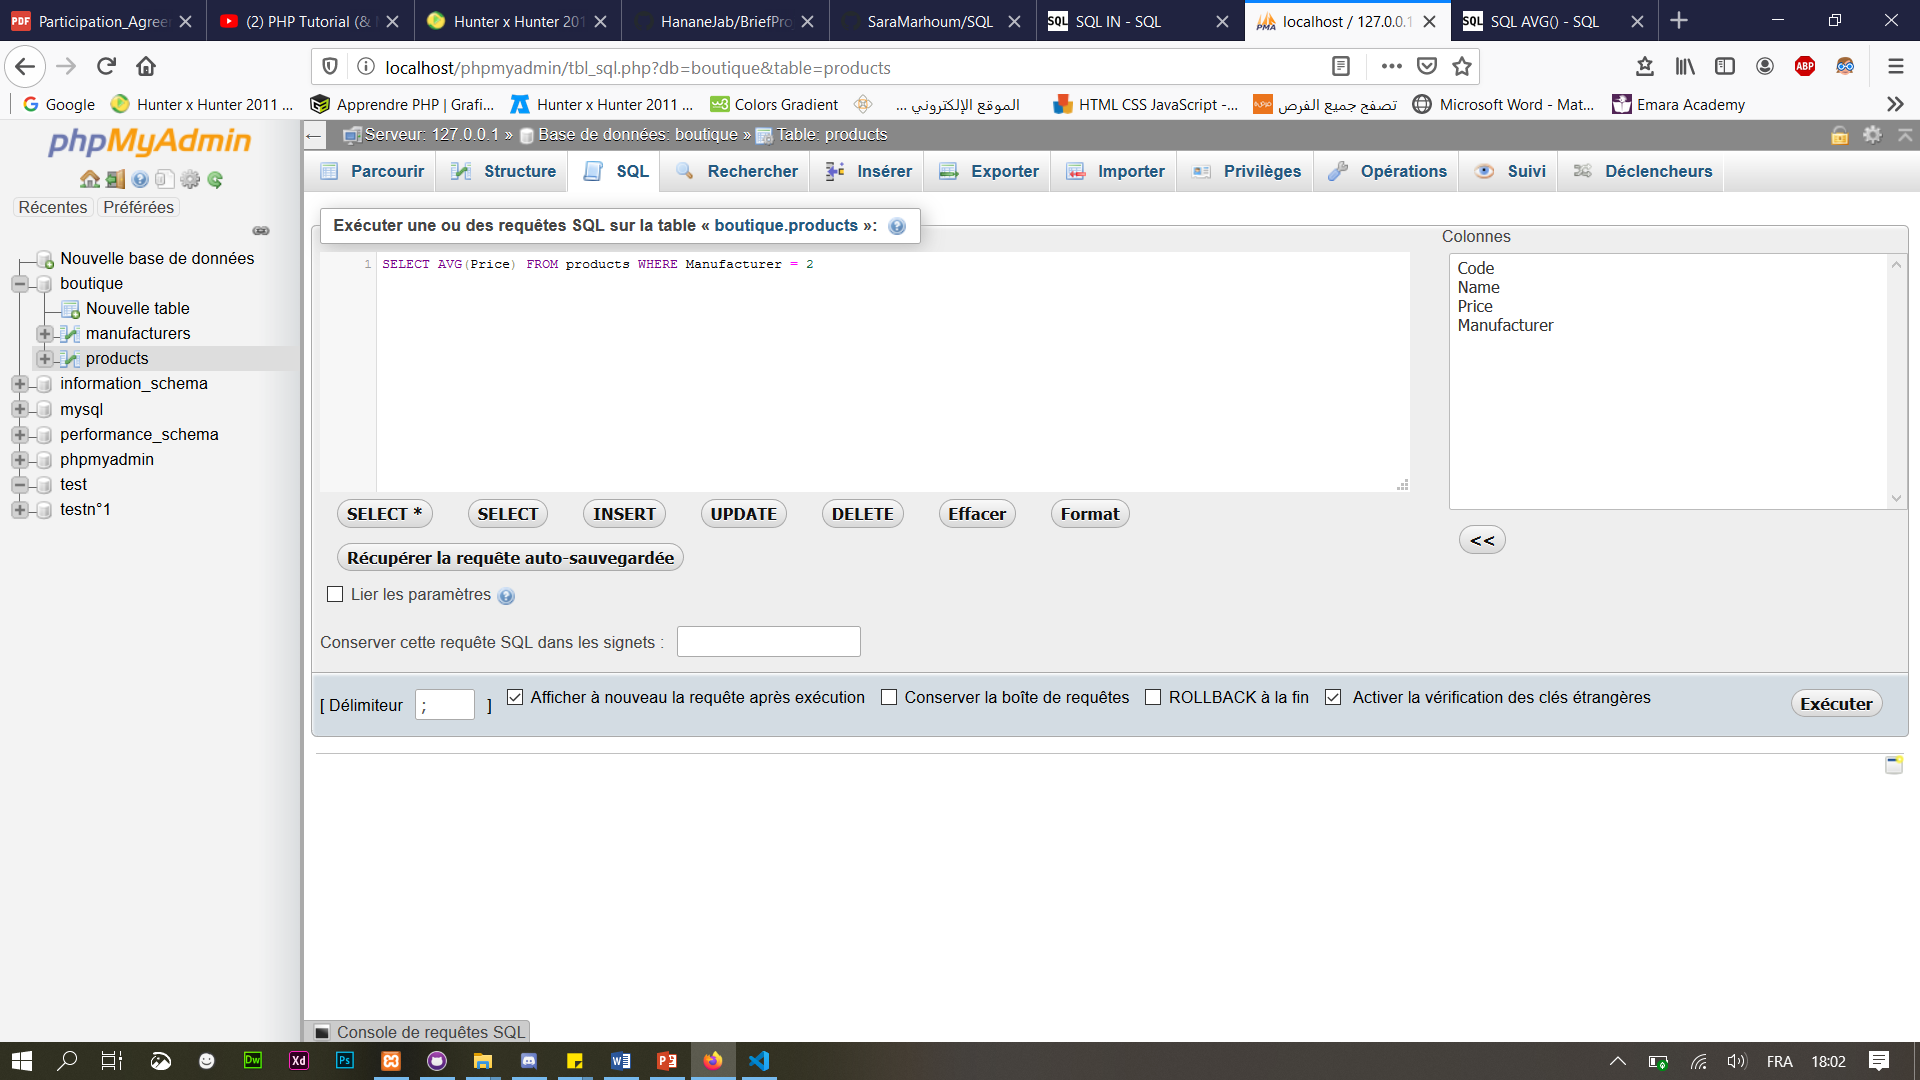 Participation_Agree
(2) PHP Tutorial (&
Hunter x Hunter 201
HananeJab/BriefPro
SaraMarhoum/SQL
SQL IN - SQL
localhost / 127.0.0.1
SQL AVG() - SQL
localhost/phpmyadmin/tbl_sql.php?db=boutique&table=products
Google
Hunter x Hunter 2011 ...
Apprendre PHP | Grafi...
Hunter x Hunter 2011 ...
Colors Gradient
الموقع الإلكتروني ...
HTML CSS JavaScript -...
تصفح جميع الفرص
Microsoft Word - Mat...
Emara Academy
phpMyAdmin
Récentes Préférées
Nouvelle base de données
boutique
Nouvelle table
manufacturers
products
information_schema
mysql
performance_schema
phpmyadmin
test
testn°1
Serveur: 127.0.0.1 » Base de données: boutique » Table: products
Parcourir
Structure
SQL
Rechercher
Insérer
Exporter
Importer
Privilèges
Opérations
Suivi
Déclencheurs
Exécuter une ou des requêtes SQL sur la table « boutique.products »:
1 SELECT AVG(Price) FROM products WHERE Manufacturer = 2
Colonnes
Code
Name
Price
Manufacturer
<<
SELECT * SELECT INSERT UPDATE DELETE Effacer Format
Récupérer la requête auto-sauvegardée
Lier les paramètres
Conserver cette requête SQL dans les signets :
[ Délimiteur ; ] Afficher à nouveau la requête après exécution Conserver la boîte de requêtes ROLLBACK à la fin Activer la vérification des clés étrangères Exécuter
Console de requêtes SQL
FRA 18:02